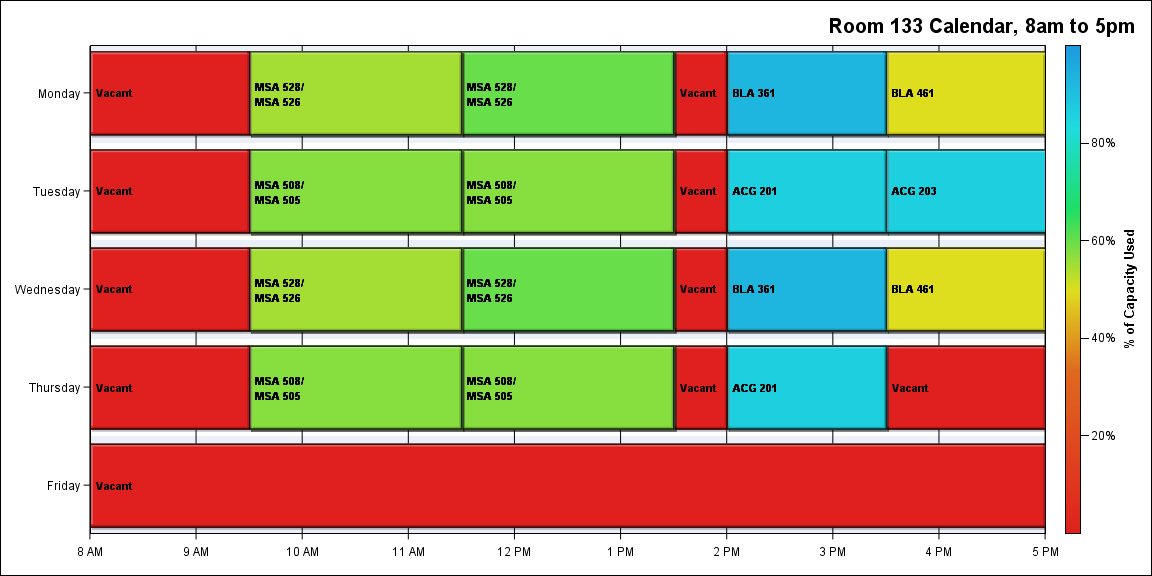 Room 133 Calendar, 8am to 5pm
Monday
Vacant
MSA 528/
MSA 526
MSA 528/
MSA 526
Vacant
BLA 361
BLA 461
Tuesday
Vacant
MSA 508/
MSA 505
MSA 508/
MSA 505
Vacant
ACG 201
ACG 203
Wednesday
Vacant
MSA 528/
MSA 526
MSA 528/
MSA 526
Vacant
BLA 361
BLA 461
Thursday
Vacant
MSA 508/
MSA 505
MSA 508/
MSA 505
Vacant
ACG 201
Vacant
Friday
Vacant
8 AM
9 AM
10 AM
11 AM
12 PM
1 PM
2 PM
3 PM
4 PM
5 PM
80%
60%
40%
20%
% of Capacity Used